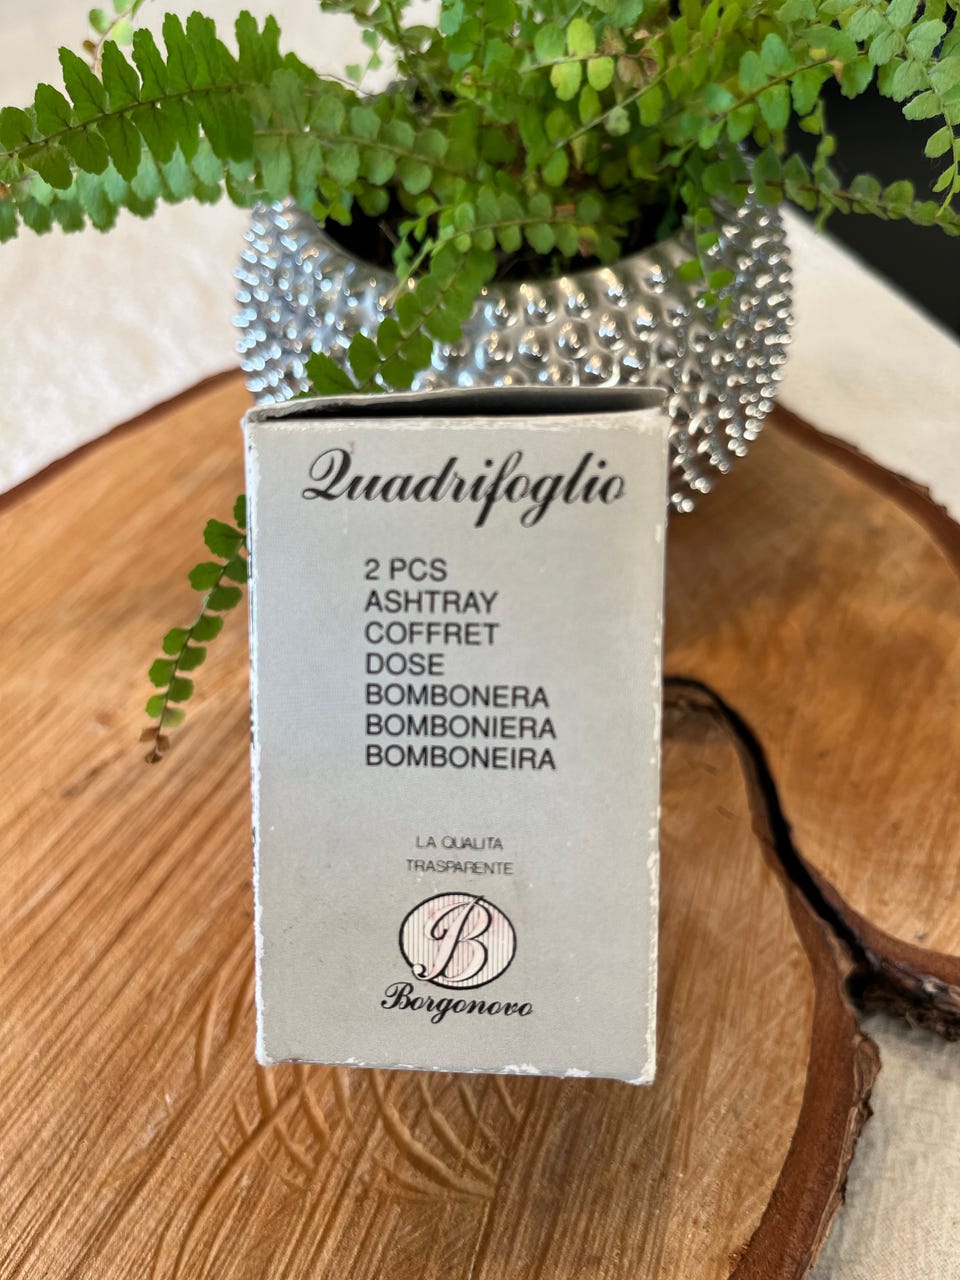 Quadrifoglio
2 PCS
ASHTRAY
COFFRET
DOSE
BOMBONERA
BOMBONIERA
BOMBONEIRA
LA QUALITA
TRASPARENTE
B
Borgonovo